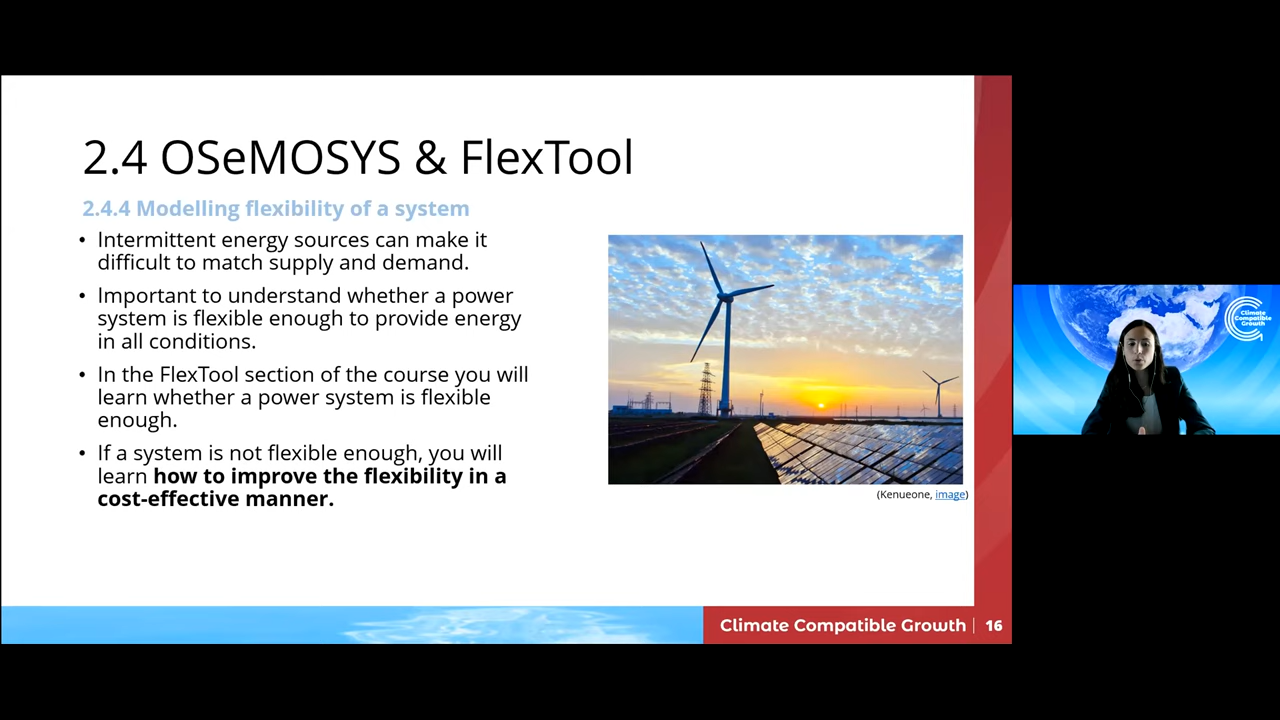 2.4 OSeMOSYS & FlexTool
2.4.4 Modelling flexibility of a system
• Intermittent energy sources can make it
difficult to match supply and demand.
• Important to understand whether a power
system is flexible enough to provide energy
in all conditions.
• In the FlexTool section of the course you will
learn whether a power system is flexible
enough.
• If a system is not flexible enough, you will
learn how to improve the flexibility in a
cost-effective manner.
(Kenueone, image)
Climate Compatible Growth | 16
Climate
Compatible
Growth